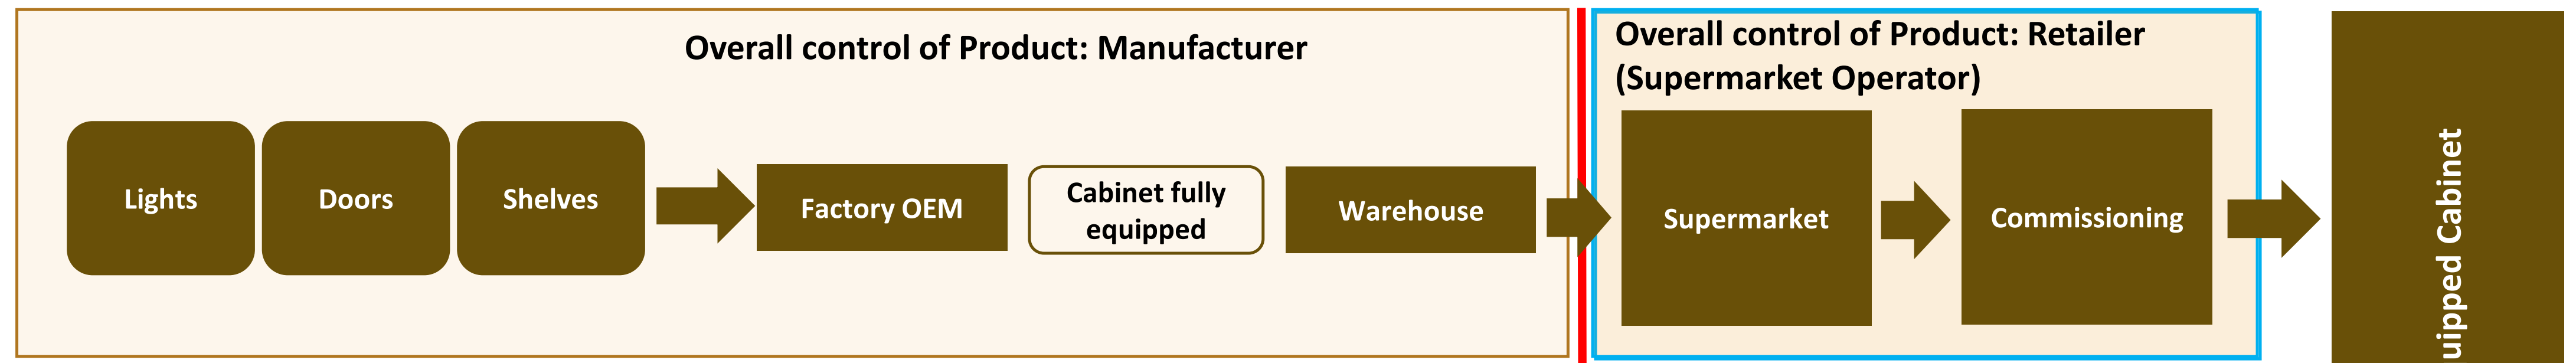 Overall control of Product: Manufacturer
Lights
Doors
Shelves
Factory OEM
Cabinet fully
equipped
Warehouse
Overall control of Product: Retailer
(Supermarket Operator)
Supermarket
Commissioning
uipped Cabinet